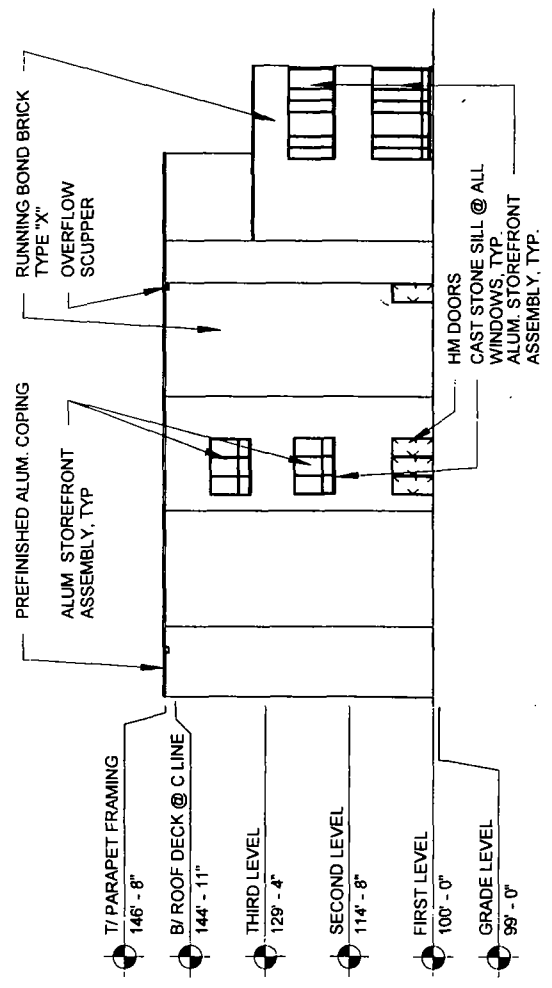 PREFINISHED ALUM. COPING
ALUM STOREFRONT
ASSEMBLY, TYP
RUNNING BOND BRICK
TYPE "X"
OVERFLOW
SCUPPER
T/ PARAPET FRAMING
146' - 8"
B/ ROOF DECK @ C LINE
144' - 11"
THIRD LEVEL
129' - 4"
SECOND LEVEL
114' - 8"
FIRST LEVEL
100' - 0"
GRADE LEVEL
99' - 0"
HM DOORS
CAST STONE SILL @ ALL
WINDOWS, TYP.
ALUM. STOREFRONT
ASSEMBLY, TYP.